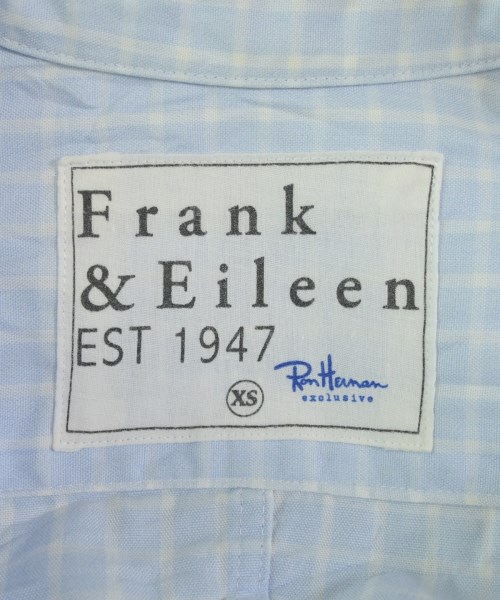 Frank
& Eileen
EST 1947
Ron Herman
XS
exclusive